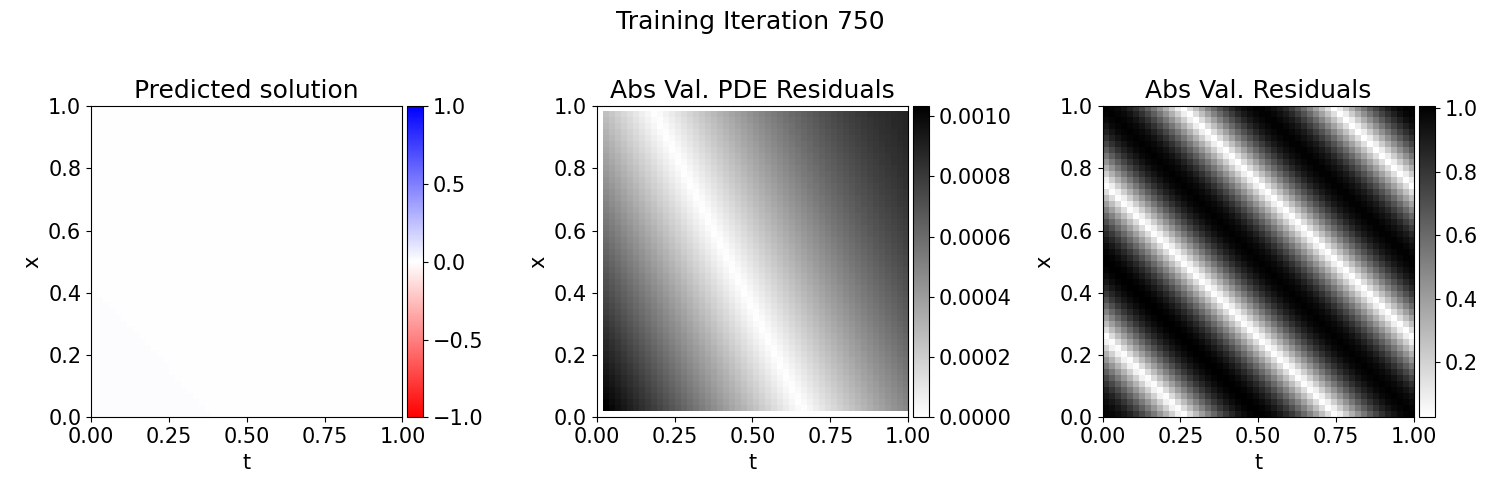 Training Iteration 750
Predicted solution
1.0
0.8
0.6
0.4
0.2
0.0
x
0.00 0.25 0.50 0.75 1.00
t
1.0
0.5
0.0
−0.5
−1.0
Abs Val. PDE Residuals
1.0
0.8
0.6
0.4
0.2
0.0
x
0.00 0.25 0.50 0.75 1.00
t
0.0010
0.0008
0.0006
0.0004
0.0002
0.0000
Abs Val. Residuals
1.0
0.8
0.6
0.4
0.2
0.0
x
0.00 0.25 0.50 0.75 1.00
t
1.0
0.8
0.6
0.4
0.2